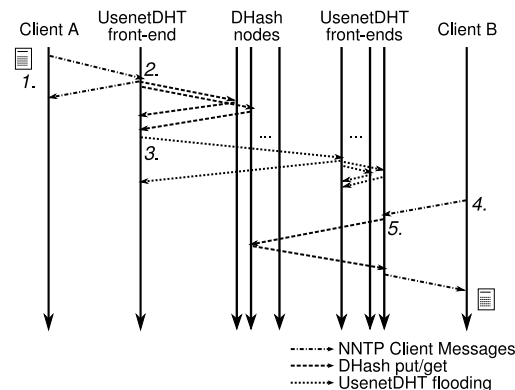 Client A
UsenetDHT
front-end
DHash
nodes
UsenetDHT
front-ends
Client B
1.
2.
...
...
3.
4.
5.
NNTP Client Messages
DHash put/get
UsenetDHT flooding